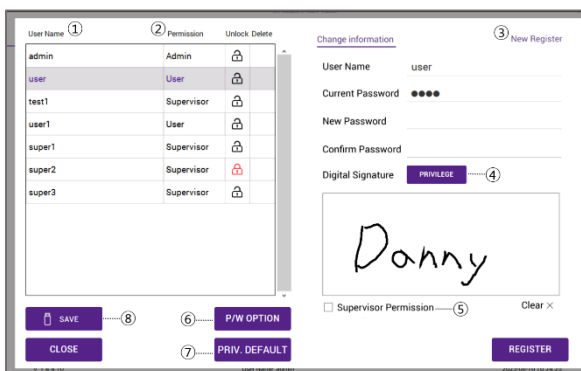 User Name ① ② Permission Unlock Delete
admin Admin
user User
test1 Supervisor
user1 User
super1 Supervisor
super2 Supervisor
super3 Supervisor
⑧ SAVE
⑥ P/W OPTION
CLOSE
⑦ PRIV. DEFAULT
Change information
③ New Register
User Name user
Current Password ●●●●
New Password
Confirm Password
Digital Signature PRIVILEGE ④
Danny
Supervisor Permission ⑤ Clear ×
REGISTER